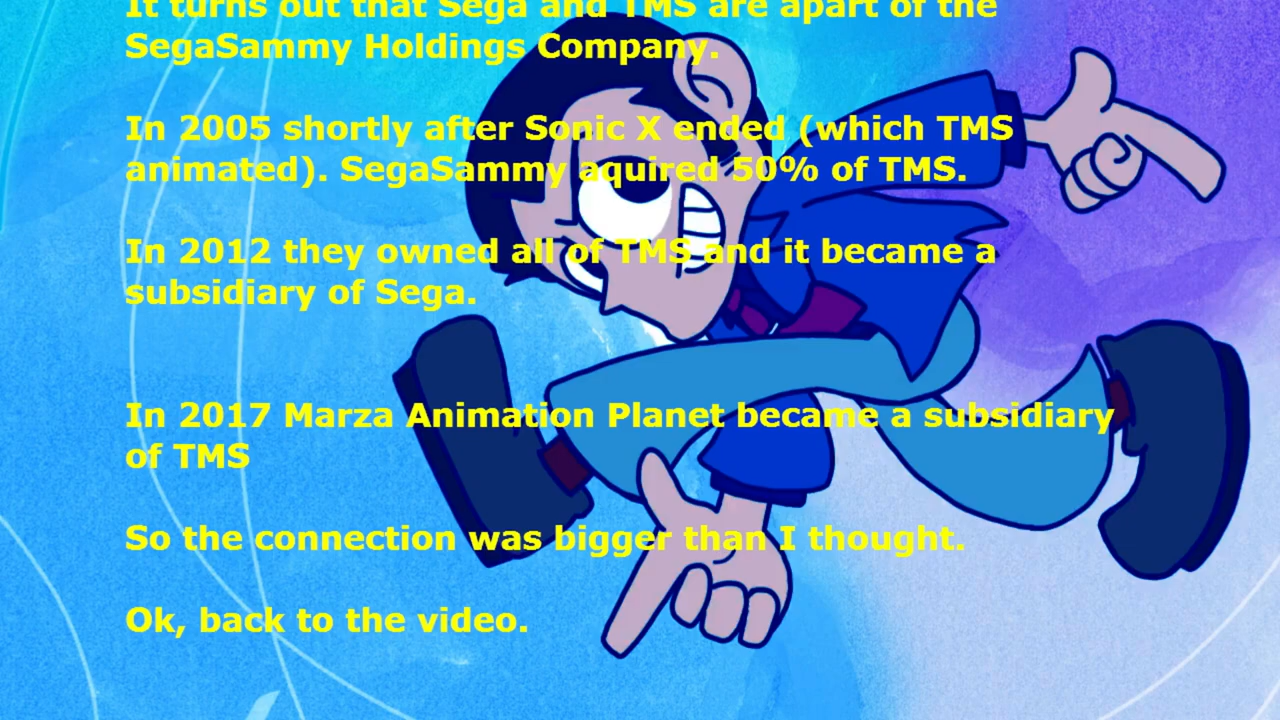 It turns out that Sega and TMS are apart of the
SegaSammy Holdings Company.
In 2005 shortly after Sonic X ended (which TMS
animated). SegaSammy aquired 50% of TMS.
In 2012 they owned all of TMS and it became a
subsidiary of Sega.
In 2017 Marza Animation Planet became a subsidiary
of TMS
So the connection was bigger than I thought.
Ok, back to the video.